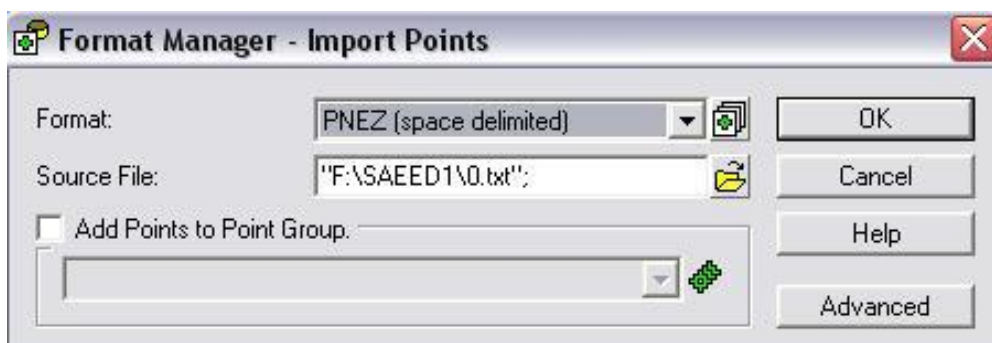 Format Manager - Import Points
Format: PNEZ (space delimited) OK
Source File: "F:\SAEED1\0.txt"; Cancel
Add Points to Point Group. Help
Advanced